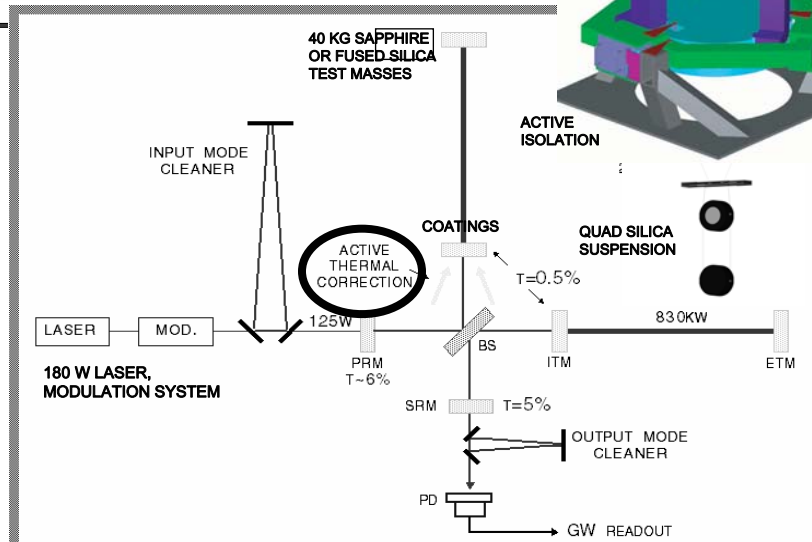 40 KG SAPPHIRE
OR FUSED SILICA
TEST MASSES
ACTIVE
ISOLATION
INPUT MODE
CLEANER
COATINGS
QUAD SILICA
SUSPENSION
ACTIVE
THERMAL
CORRECTION
T=0.5%
LASER
MOD.
125W
830KW
BS
PRM
T~6%
ITM
ETM
180 W LASER,
MODULATION SYSTEM
SRM
T=5%
OUTPUT MODE
CLEANER
PD
GW READOUT